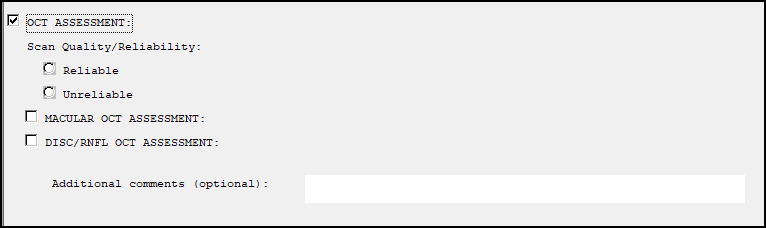 OCT ASSESSMENT:
Scan Quality/Reliability:
Reliable
Unreliable
MACULAR OCT ASSESSMENT:
DISC/RNFL OCT ASSESSMENT:
Additional comments (optional):